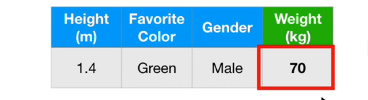 Height (m) Favorite Color Gender Weight (kg)
1.4 Green Male 70